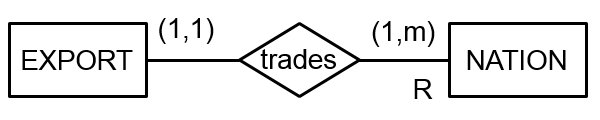 (1,1)
(1,m)
EXPORT
trades
NATION
R